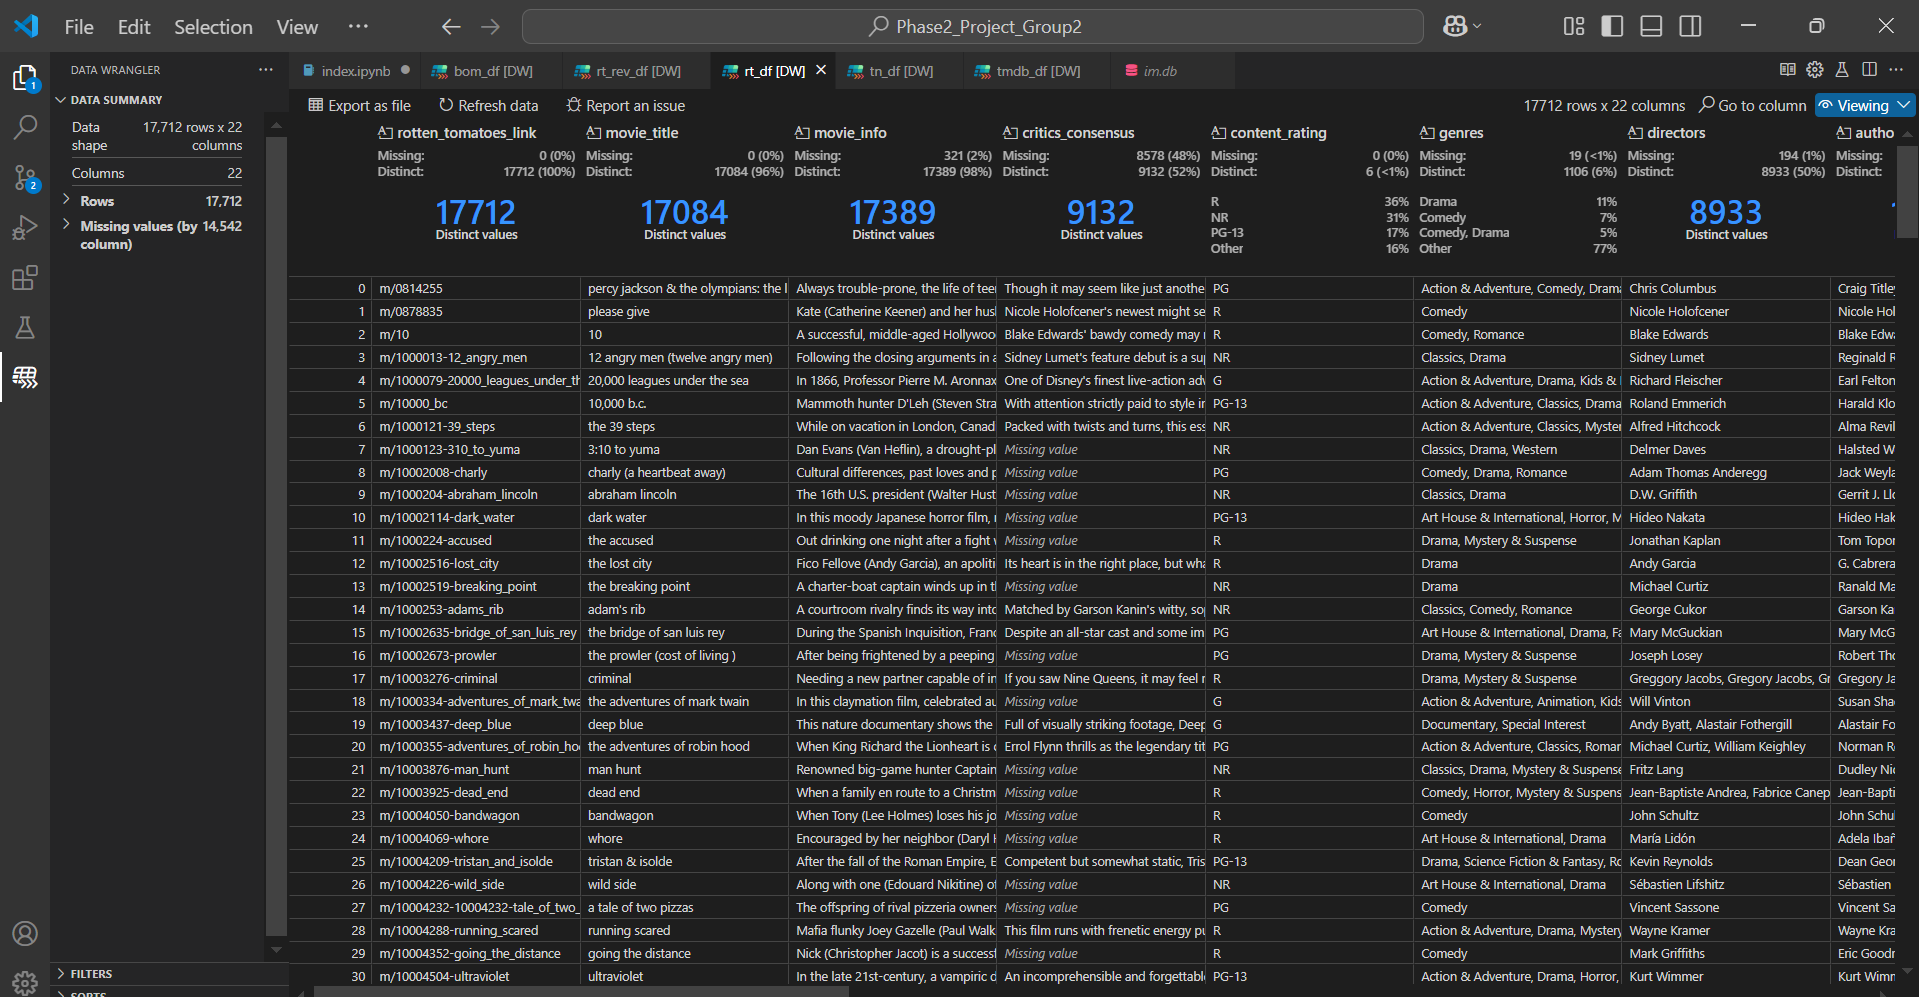 File Edit Selection View ··· Phase2_Project_Group2
DATA WRANGLER ···
DATA SUMMARY
Data shape 17,712 rows x 22 columns
Columns 22
Rows 17,712
Missing values (by column) 14,542
FILTERS
SORTS
1
2
index.ipynb bom_df [DW] rt_rev_df [DW] rt_df [DW] tn_df [DW] tmdb_df [DW] im.db
Export as file Refresh data Report an issue 17712 rows x 22 columns Go to column Viewing
rotten_tomatoes_link movie_title movie_info critics_consensus content_rating genres directors autho
Missing: 0 (0%) Missing: 0 (0%) Missing: 321 (2%) Missing: 8578 (48%) Missing: 0 (0%) Missing: 19 (<1%) Missing: 194 (1%) Missing:
Distinct: 17712 (100%) Distinct: 17084 (96%) Distinct: 17389 (98%) Distinct: 9132 (52%) Distinct: 6 (<1%) Distinct: 1106 (6%) Distinct: 8933 (50%) Distinct:
17712 17084 17389 9132 8933
Distinct values Distinct values Distinct values Distinct values Distinct values
R 36% Drama 11%
NR 31% Comedy 7%
PG-13 17% Comedy, Drama 5%
Other 16% Other 77%
0 m/0814255 percy jackson & the olympians: the l Always trouble-prone, the life of teer Though it may seem like just anothe PG Action & Adventure, Comedy, Drama Chris Columbus Craig Titley
1 m/0878835 please give Kate (Catherine Keener) and her husl Nicole Holofcener's newest might se R Comedy Nicole Holofcener Nicole Hol
2 m/10 10 A successful, middle-aged Hollywoo Blake Edwards' bawdy comedy may R Comedy, Romance Blake Edwards Blake Edwa
3 m/1000013-12_angry_men 12 angry men (twelve angry men) Following the closing arguments in a Sidney Lumet's feature debut is a su NR Classics, Drama Sidney Lumet Reginald R
4 m/1000079-20000_leagues_under_th 20,000 leagues under the sea In 1866, Professor Pierre M. Aronnax One of Disney's finest live-action adv G Action & Adventure, Drama, Kids & Richard Fleischer Earl Felton
5 m/10000_bc 10,000 b.c. Mammoth hunter D'Leh (Steven Stra With attention strictly paid to style ir PG-13 Action & Adventure, Classics, Drama Roland Emmerich Harald Klo
6 m/1000121-39_steps the 39 steps While on vacation in London, Canad Packed with twists and turns, this ess NR Action & Adventure, Classics, Myster Alfred Hitchcock Alma Revil
7 m/1000123-310_to_yuma 3:10 to yuma Dan Evans (Van Heflin), a drought-pl Missing value NR Classics, Drama, Western Delmer Daves Halsted W
8 m/10002008-charly charly (a heartbeat away) Cultural differences, past loves and p Missing value PG Comedy, Drama, Romance Adam Thomas Anderegg Jack Weyla
9 m/1000204-abraham_lincoln abraham lincoln The 16th U.S. president (Walter Hust Missing value NR Classics, Drama D.W. Griffith Gerrit J. Llo
10 m/10002114-dark_water dark water In this moody Japanese horror film, Missing value PG-13 Art House & International, Horror, M Hideo Nakata Hideo Hak
11 m/1000224-accused the accused Out drinking one night after a fight Missing value R Drama, Mystery & Suspense Jonathan Kaplan Tom Topor
12 m/10002516-lost_city the lost city Fico Fellove (Andy Garcia), an apoliti Its heart is in the right place, but wha R Drama Andy Garcia G. Cabrera
13 m/10002519-breaking_point the breaking point A charter-boat captain winds up in tl Missing value NR Drama Michael Curtiz Ranald Ma
14 m/1000253-adams_rib adam's rib A courtroom rivalry finds its way into Matched by Garson Kanin's witty, so NR Classics, Comedy, Romance George Cukor Garson Ka
15 m/10002635-bridge_of_san_luis_rey the bridge of san luis rey During the Spanish Inquisition, Franc Despite an all-star cast and some im PG Art House & International, Drama, Fa Mary McGuckian Mary McG
16 m/10002673-prowler the prowler (cost of living ) After being frightened by a peeping Missing value PG Drama, Mystery & Suspense Joseph Losey Robert Tho
17 m/10003276-criminal criminal Needing a new partner capable of in If you saw Nine Queens, it may feel R Drama, Mystery & Suspense Greggory Jacobs, Gregory Jacobs, Gr Gregory Ja
18 m/1000334-adventures_of_mark_twa the adventures of mark twain In this claymation film, celebrated au Missing value G Action & Adventure, Animation, Kids Will Vinton Susan Sha
19 m/10003437-deep_blue deep blue This nature documentary shows the Full of visually striking footage, Deep G Documentary, Special Interest Andy Byatt, Alastair Fothergill Alastair Fo
20 m/1000355-adventures_of_robin_hoo the adventures of robin hood When King Richard the Lionheart is c Errol Flynn thrills as the legendary tit PG Action & Adventure, Classics, Romar Michael Curtiz, William Keighley Norman R
21 m/10003876-man_hunt man hunt Renowned big-game hunter Captain Missing value NR Classics, Drama, Mystery & Suspense Fritz Lang Dudley Nic
22 m/10003925-dead_end dead end When a family en route to a Christm Missing value R Comedy, Horror, Mystery & Suspens Jean-Baptiste Andrea, Fabrice Canep Jean-Bapti
23 m/10004050-bandwagon bandwagon When Tony (Lee Holmes) loses his jo Missing value R Comedy John Schultz John Schul
24 m/10004069-whore whore Encouraged by her neighbor (Daryl H Missing value R Art House & International, Drama María Lidón Adela Ibañ
25 m/10004209-tristan_and_isolde tristan & isolde After the fall of the Roman Empire, E Competent but somewhat static, Tris PG-13 Drama, Science Fiction & Fantasy, Ro Kevin Reynolds Dean Geor
26 m/10004226-wild_side wild side Along with one (Edouard Nikitine) of Missing value NR Art House & International, Drama Sébastien Lifshitz Sébastien
27 m/10004232-10004232-tale_of_two_ a tale of two pizzas The offspring of rival pizzeria owners Missing value PG Comedy Vincent Sassone Vincent Sa
28 m/10004288-running_scared running scared Mafia flunky Joey Gazelle (Paul Walk This film runs with frenetic energy pu R Action & Adventure, Drama, Mystery Wayne Kramer Wayne Kra
29 m/10004352-going_the_distance going the distance Nick (Christopher Jacot) is a successf Missing value R Comedy Mark Griffiths Eric Goodr
30 m/10004504-ultraviolet ultraviolet In the late 21st-century, a vampiric d An incomprehensible and forgettabl PG-13 Action & Adventure, Drama, Horror, Kurt Wimmer Kurt Wimn